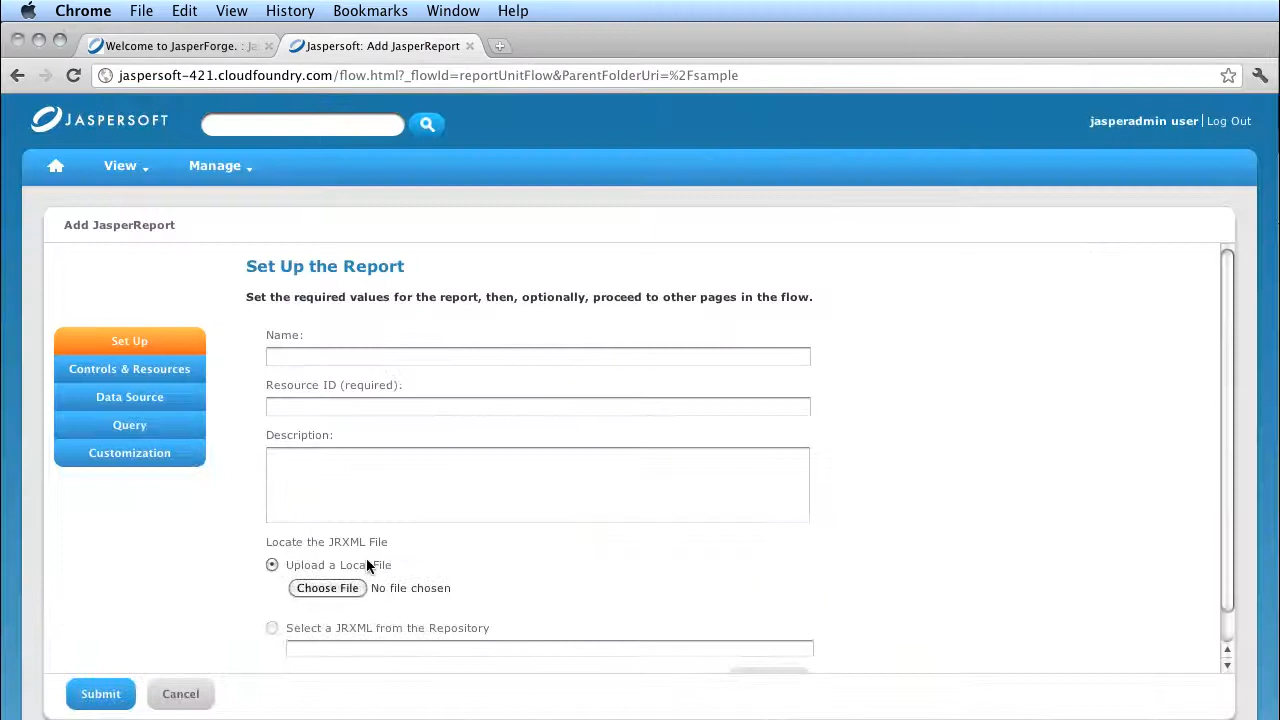 Chrome File Edit View History Bookmarks Window Help
Welcome to JasperForge. : Ja
Jaspersoft: Add JasperReport
jaspersoft-421.cloudfoundry.com/flow.html?_flowId=reportUnitFlow&ParentFolderUri=%2Fsample
JASPERSOFT
jasperadmin user | Log Out
View Manage
Add JasperReport
Set Up the Report
Set the required values for the report, then, optionally, proceed to other pages in the flow.
Set Up
Controls & Resources
Data Source
Query
Customization
Name:
Resource ID (required):
Description:
Locate the JRXML File
Upload a Local File
Choose File No file chosen
Select a JRXML from the Repository
Submit Cancel